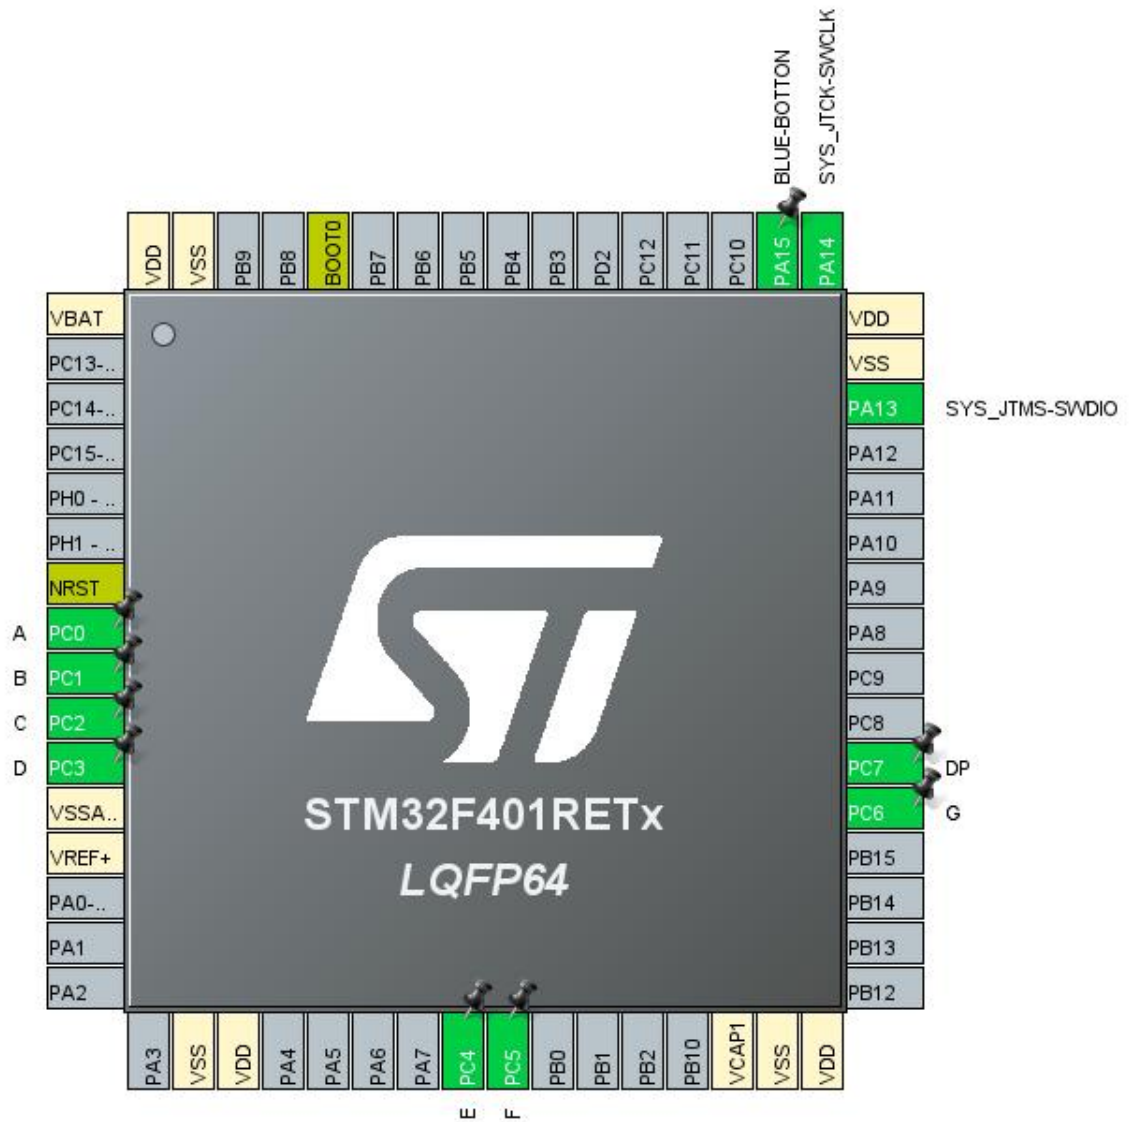 BLUE-BOTTON
SYS_JTCK-SWCLK
VDD
VSS
PB9
PB8
BOOT0
PB7
PB6
PB5
PB4
PB3
PD2
PC12
PC11
PC10
PA15
PA14
VBAT
PC13-..
PC14-..
PC15-..
PH0 - ..
PH1 - ..
NRST
A PC0
B PC1
C PC2
D PC3
VSSA..
VREF+
PA0-..
PA1
PA2
VDD
VSS
PA13 SYS_JTMS-SWDIO
PA12
PA11
PA10
PA9
PA8
PC9
PC8
PC7 DP
PC6 G
PB15
PB14
PB13
PB12
STM32F401RETx
LQFP64
PA3
VSS
VDD
PA4
PA5
PA6
PA7
PC4
PC5
PB0
PB1
PB2
PB10
VCAP1
VSS
VDD
E
F